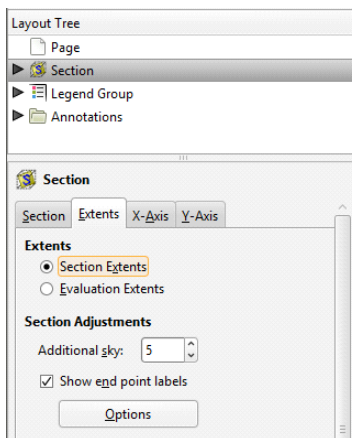 Layout Tree
Page
Section
Legend Group
Annotations
Section
Section Extents X-Axis Y-Axis
Extents
Section Extents
Evaluation Extents
Section Adjustments
Additional sky: 5
Show end point labels
Options